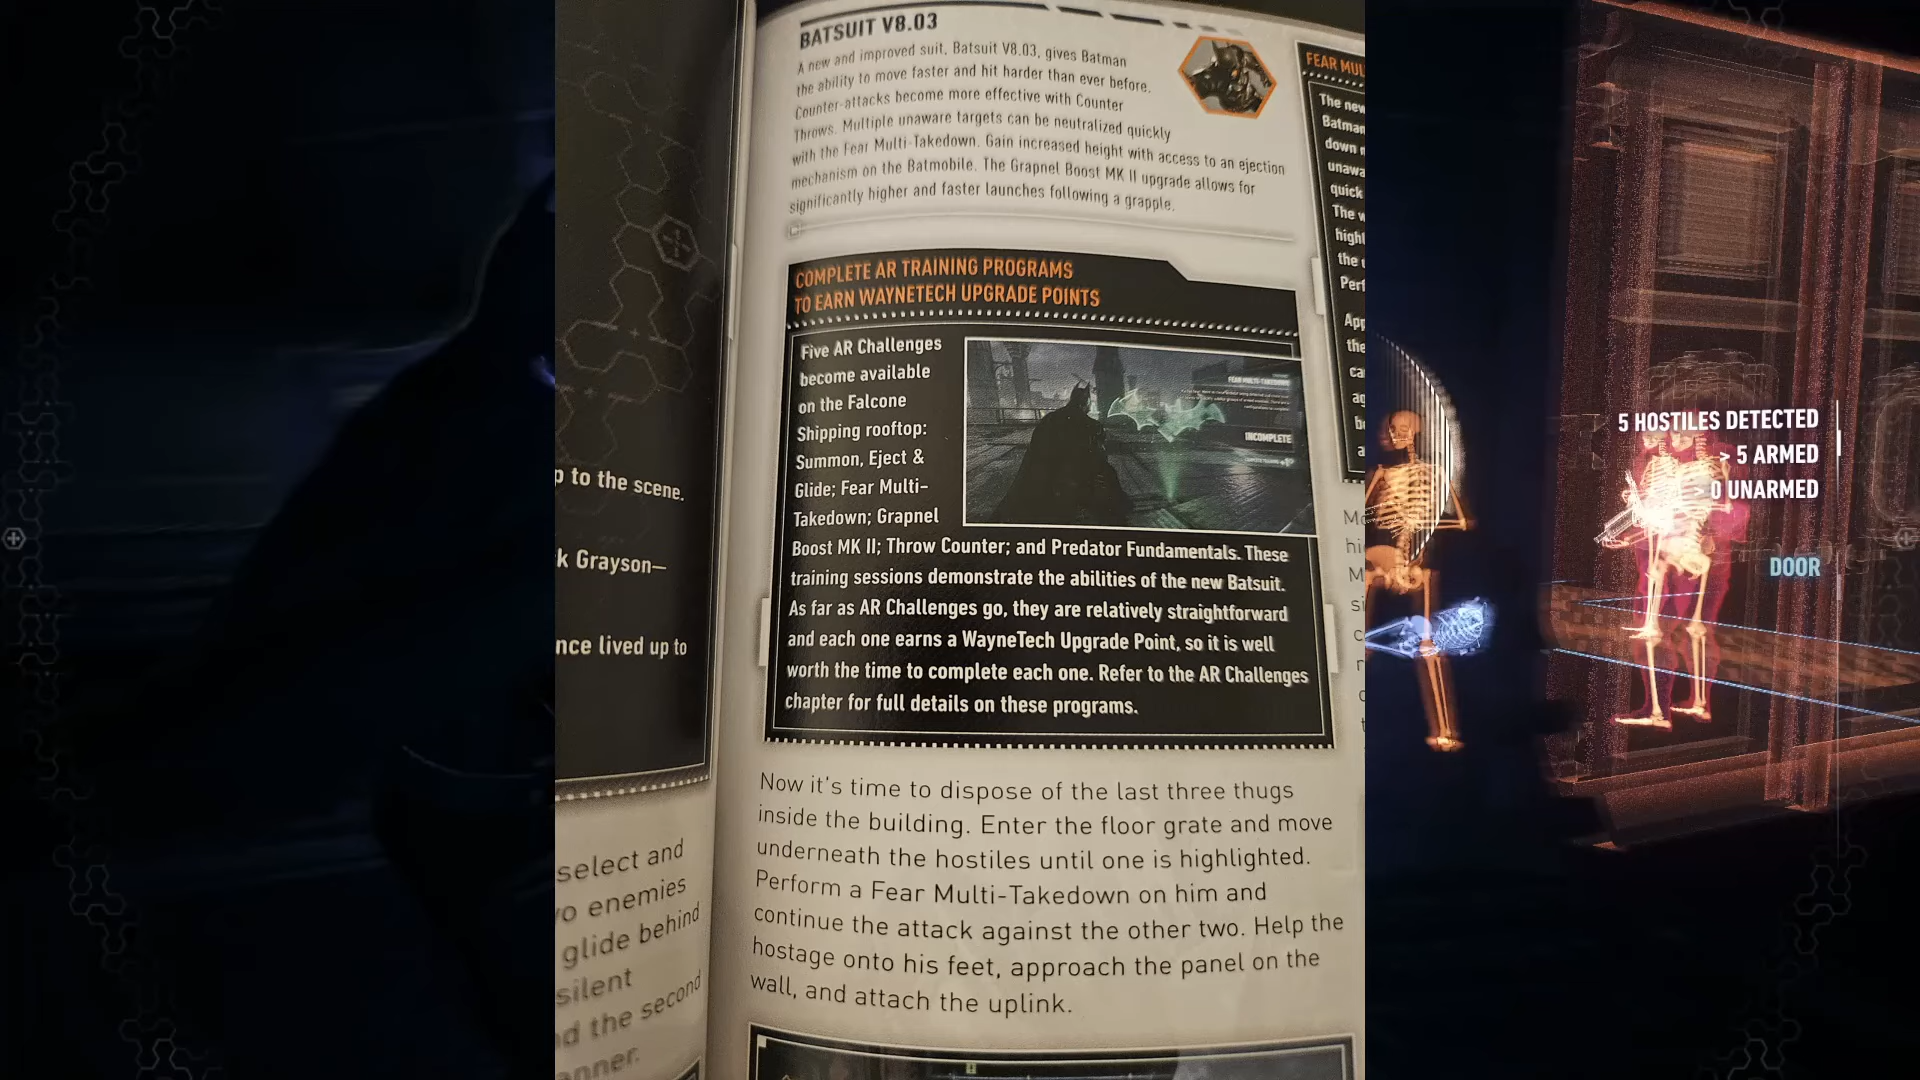 p to the scene.
k Grayson—
nce lived up to
select and
o enemies
glide behind
silent
d the second
anner.
BATSUIT V8.03
A new and improved suit, Batsuit V8.03, gives Batman
the ability to move faster and hit harder than ever before.
Counter-attacks become more effective with Counter
Throws. Multiple unaware targets can be neutralized quickly
with the Fear Multi-Takedown. Gain increased height with access to an ejection
mechanism on the Batmobile. The Grapnel Boost MK II upgrade allows for
significantly higher and faster launches following a grapple.
COMPLETE AR TRAINING PROGRAMS
TO EARN WAYNETECH UPGRADE POINTS
Five AR Challenges
become available
on the Falcone
Shipping rooftop:
Summon, Eject &
Glide; Fear Multi-
Takedown; Grapnel
Boost MK II; Throw Counter; and Predator Fundamentals. These
training sessions demonstrate the abilities of the new Batsuit.
As far as AR Challenges go, they are relatively straightforward
and each one earns a WayneTech Upgrade Point, so it is well
worth the time to complete each one. Refer to the AR Challenges
chapter for full details on these programs.
FEAR MULTI-TAKEDOWN
INCOMPLETE
Now it's time to dispose of the last three thugs
inside the building. Enter the floor grate and move
underneath the hostiles until one is highlighted.
Perform a Fear Multi-Takedown on him and
continue the attack against the other two. Help the
hostage onto his feet, approach the panel on the
wall, and attach the uplink.
FEAR MUL
The new
Batman
down
unawa
quick
The w
highl
the
Perf
App
the
ca
5 HOSTILES DETECTED
> 5 ARMED
> 0 UNARMED
DOOR